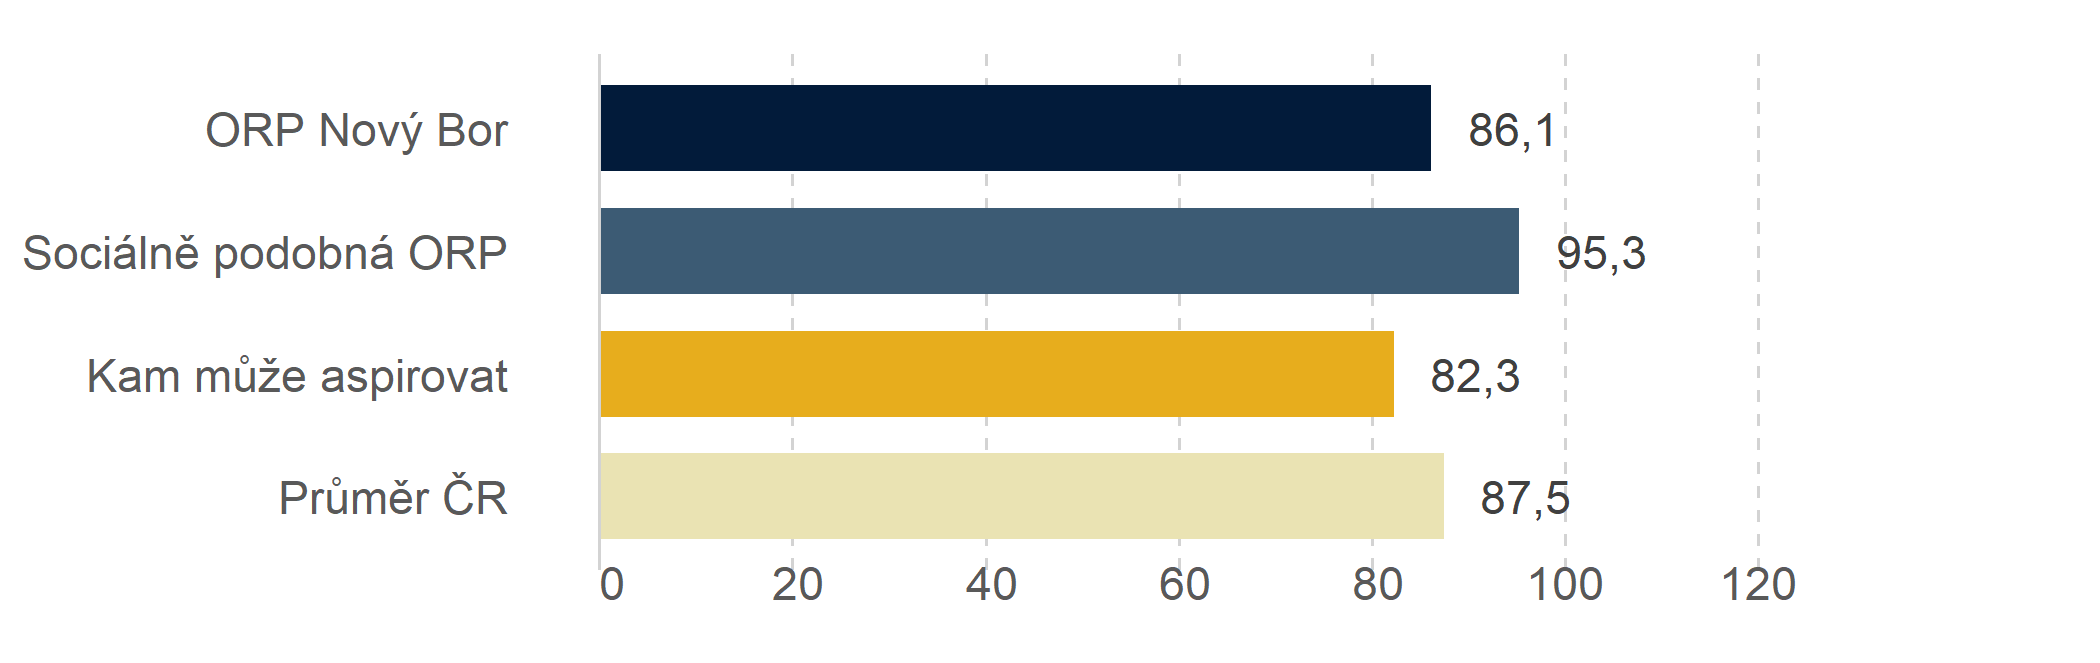 ORP Nový Bor 86,1
Sociálně podobná ORP 95,3
Kam může aspirovat 82,3
Průměr ČR 87,5
0 20 40 60 80 100 120